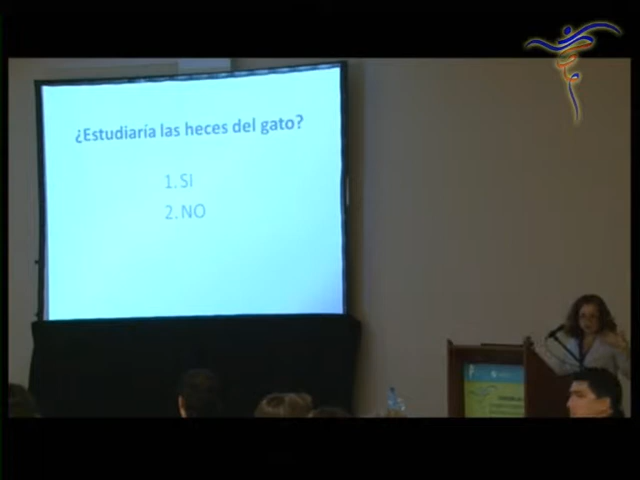 ¿Estudiaría las heces del gato?
1. SI
2. NO